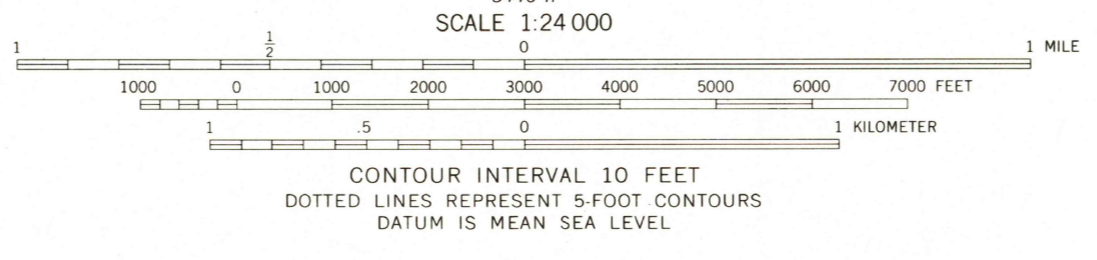 SCALE 1:24 000
1 1/2 0 1 MILE
1000 0 1000 2000 3000 4000 5000 6000 7000 FEET
1 .5 0 1 KILOMETER
CONTOUR INTERVAL 10 FEET
DOTTED LINES REPRESENT 5-FOOT CONTOURS
DATUM IS MEAN SEA LEVEL